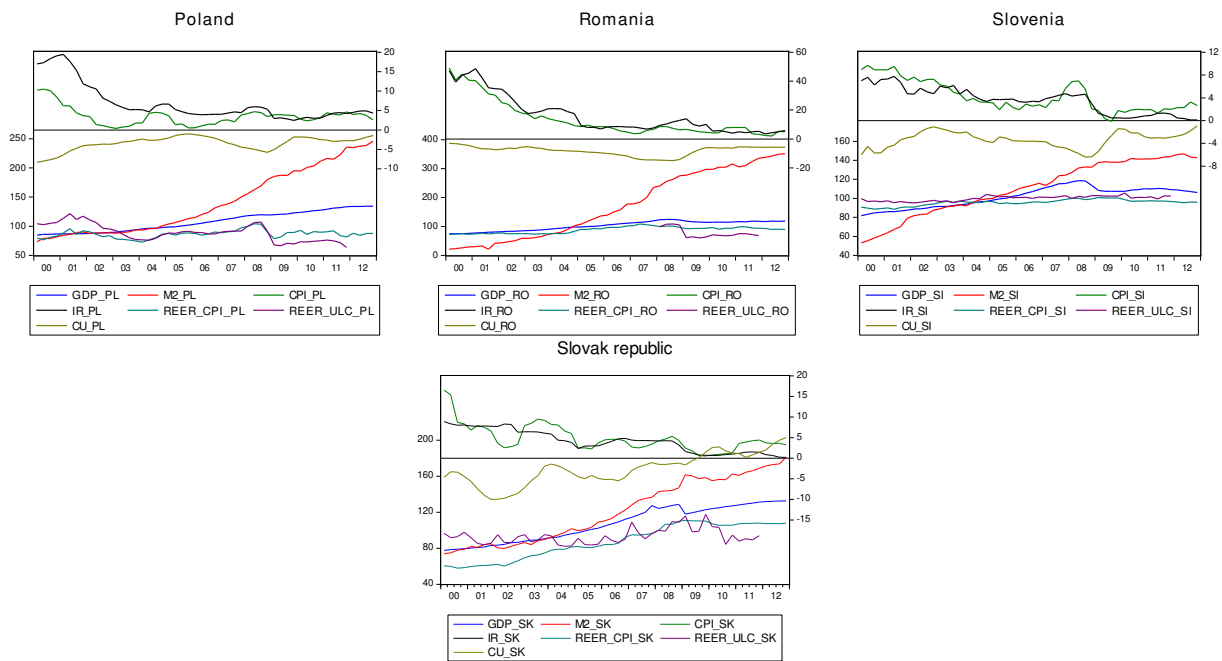 Poland
Romania
Slovenia
20
15
10
5
0
-5
-10
250
200
150
100
50
00 01 02 03 04 05 06 07 08 09 10 11 12
GDP_PL M2_PL CPI_PL
IR_PL REER_CPI_PL REER_ULC_PL
CU_PL
60
40
20
0
-20
400
300
200
100
0
00 01 02 03 04 05 06 07 08 09 10 11 12
GDP_RO M2_RO CPI_RO
IR_RO REER_CPI_RO REER_ULC_RO
CU_RO
12
8
4
0
-4
-8
160
140
120
100
80
60
40
00 01 02 03 04 05 06 07 08 09 10 11 12
GDP_SI M2_SI CPI_SI
IR_SI REER_CPI_SI REER_ULC_SI
CU_SI
Slovak republic
20
15
10
5
0
-5
-10
-15
200
160
120
80
40
00 01 02 03 04 05 06 07 08 09 10 11 12
GDP_SK M2_SK CPI_SK
IR_SK REER_CPI_SK REER_ULC_SK
CU_SK